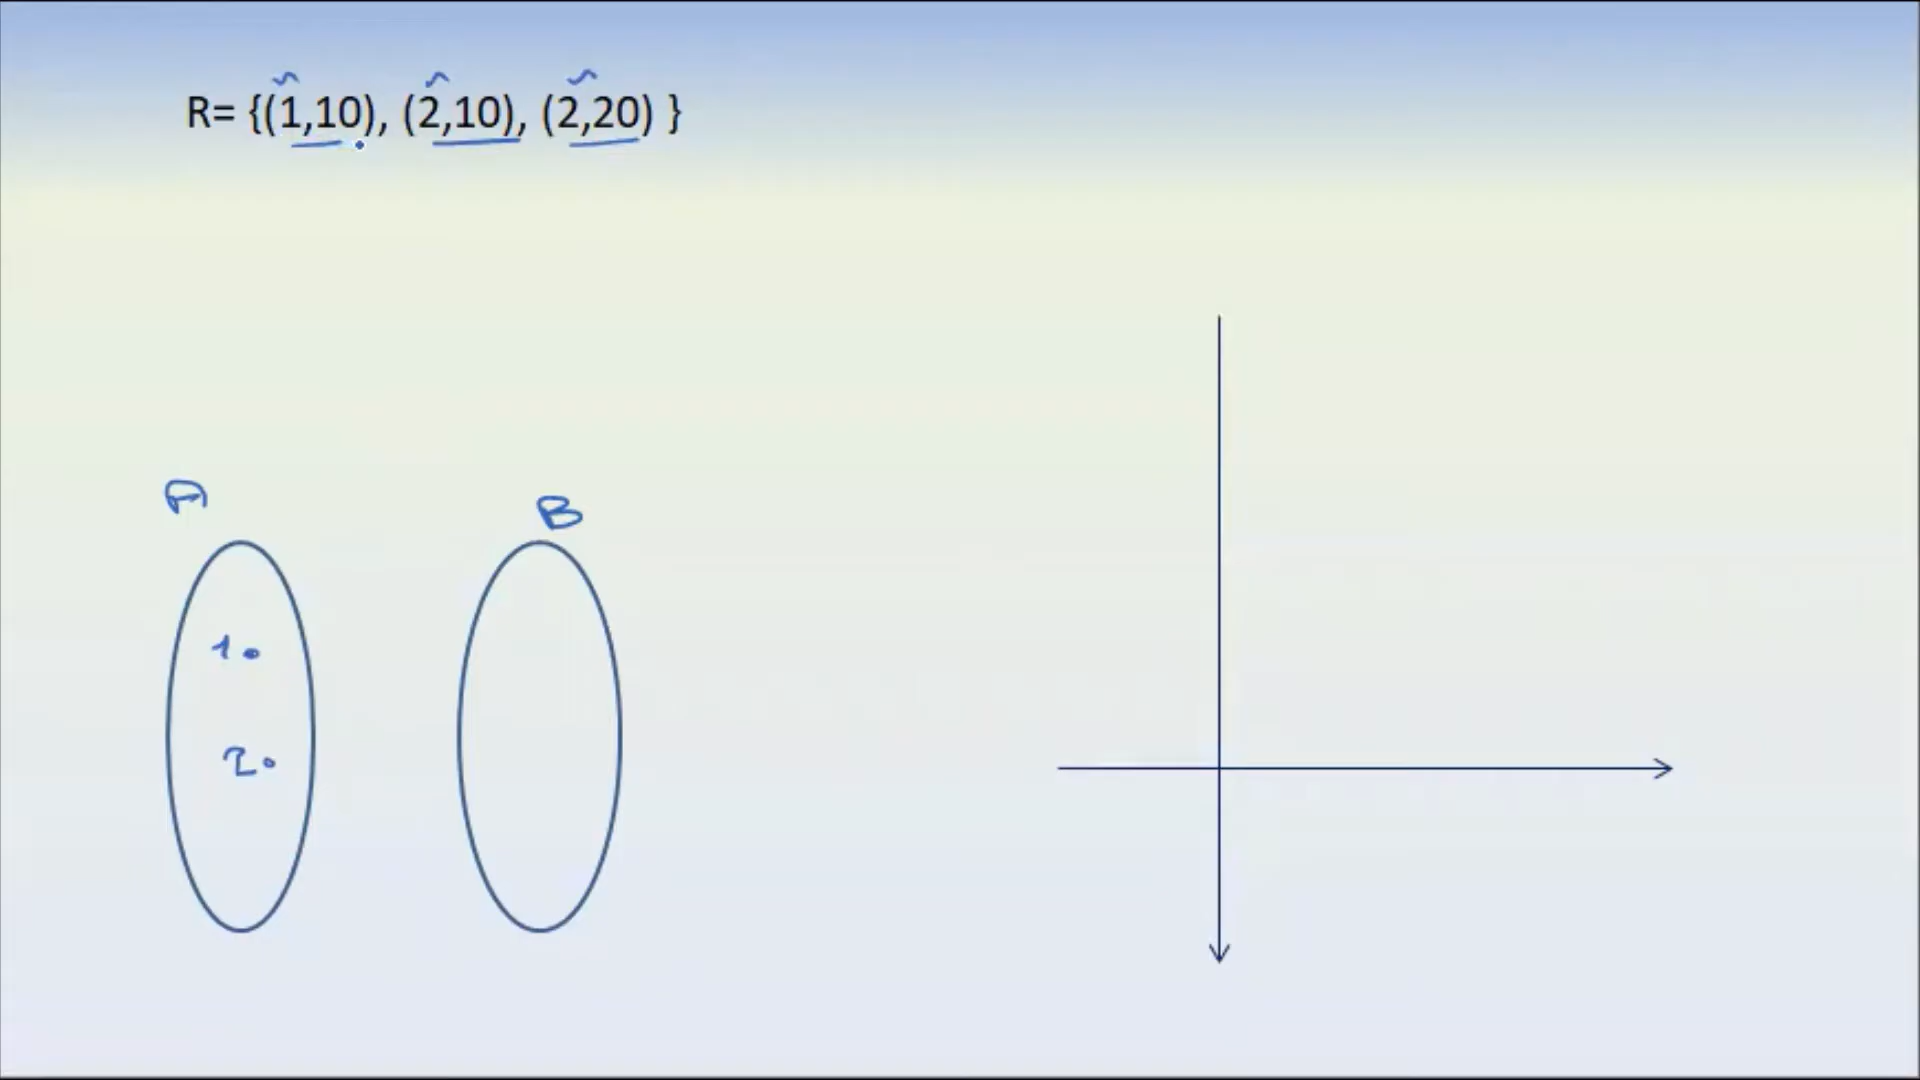 R= {(1,10), (2,10), (2,20) }
A
B
1
2